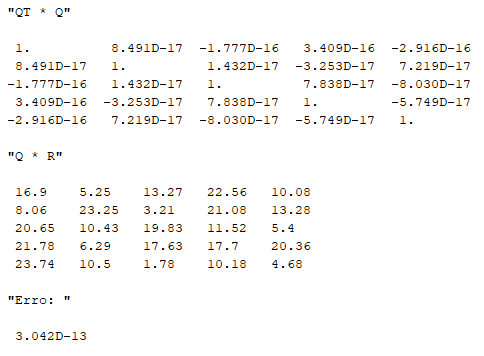 "QT * Q"
1. 8.491D-17 -1.777D-16 3.409D-16 -2.916D-16
8.491D-17 1. 1.432D-17 -3.253D-17 7.219D-17
-1.777D-16 1.432D-17 1. 7.838D-17 -8.030D-17
3.409D-16 -3.253D-17 7.838D-17 1. -5.749D-17
-2.916D-16 7.219D-17 -8.030D-17 -5.749D-17 1.
"Q * R"
16.9 5.25 13.27 22.56 10.08
8.06 23.25 3.21 21.08 13.28
20.65 10.43 19.83 11.52 5.4
21.78 6.29 17.63 17.7 20.36
23.74 10.5 1.78 10.18 4.68
"Erro: "
3.042D-13